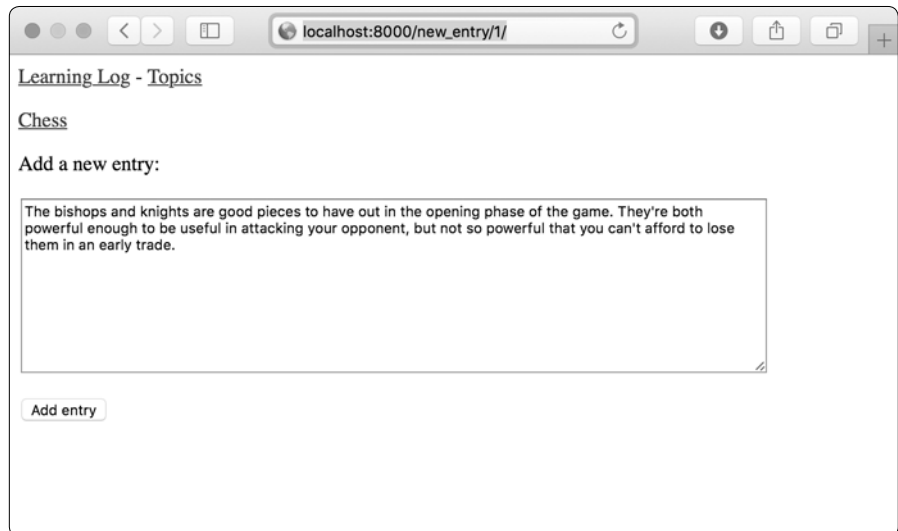 localhost:8000/new_entry/1/
Learning Log - Topics
Chess
Add a new entry:
The bishops and knights are good pieces to have out in the opening phase of the game. They're both
powerful enough to be useful in attacking your opponent, but not so powerful that you can't afford to lose
them in an early trade.
Add entry